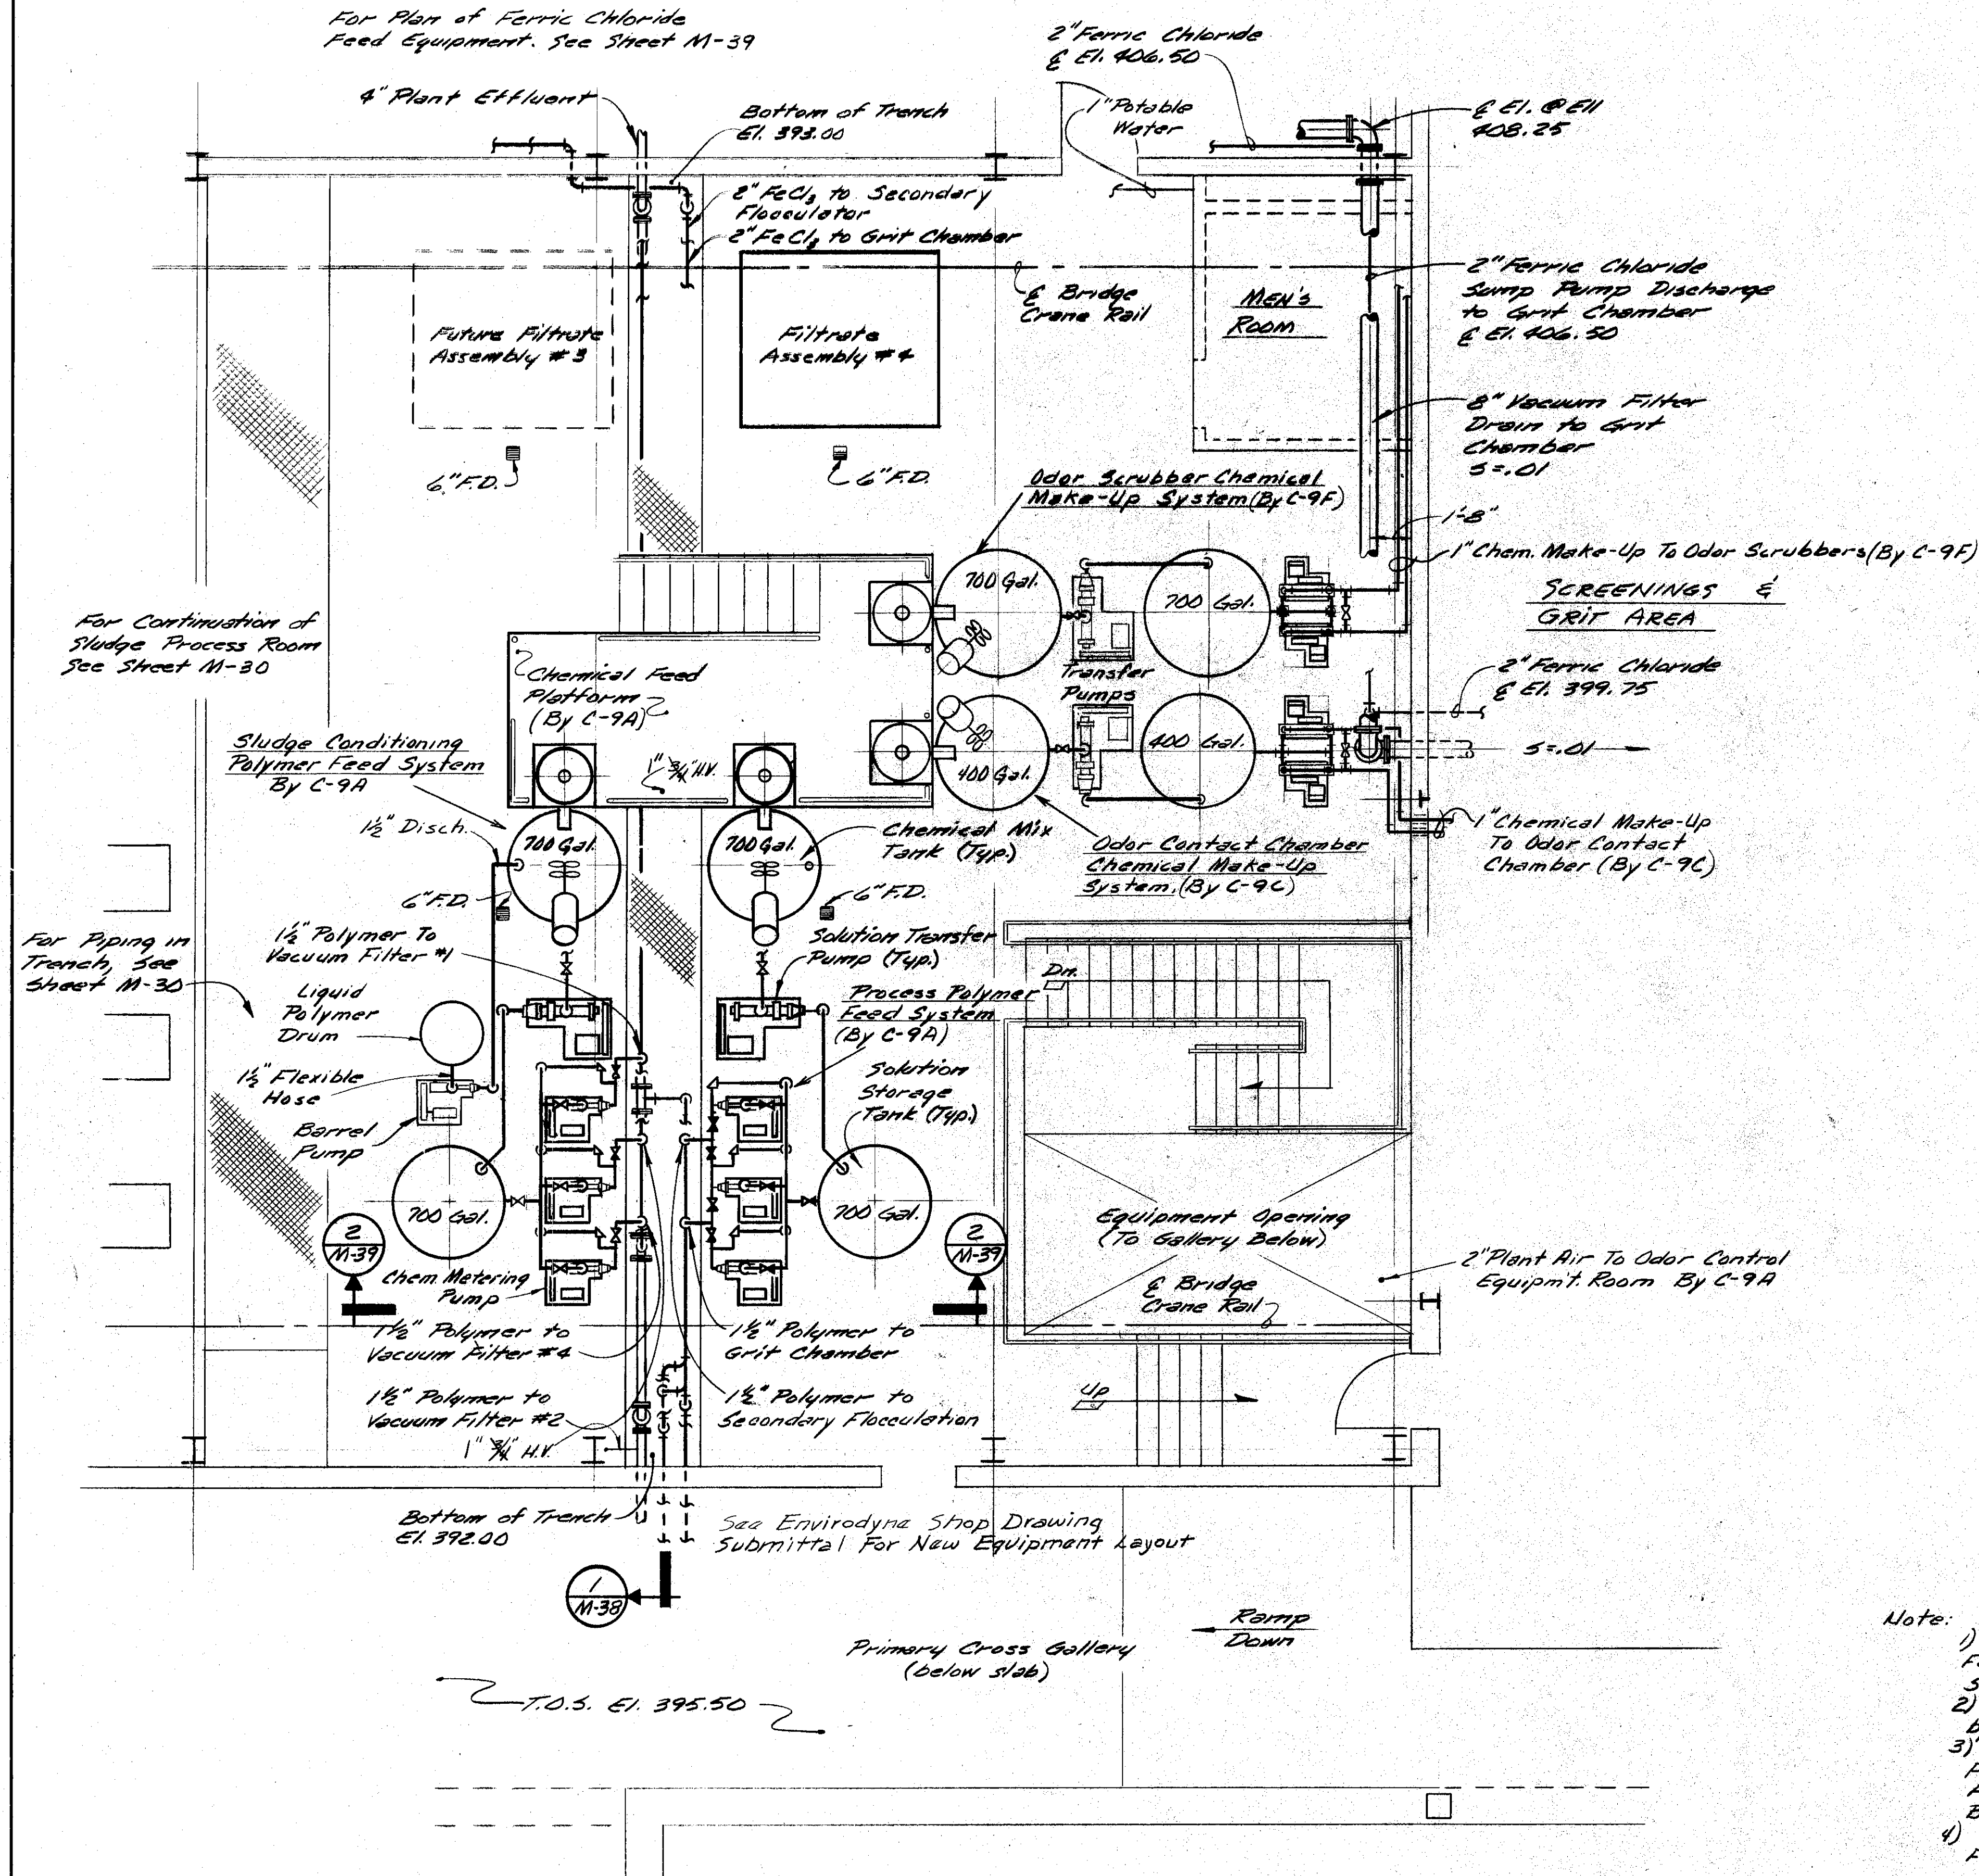 For Plan of Ferric Chloride
Feed Equipment. See Sheet M-39
2" Ferric Chloride
℄ El. 406.50
4" Plant Effluent
Bottom of Trench
El. 393.00
1" Potable
Water
℄ El. @ Ell
408.25
2" FeCl₃ to Secondary
Flocculator
2" FeCl₃ to Grit Chamber
℄ Bridge
Crane Rail
MEN'S
ROOM
2" Ferric Chloride
Sump Pump Discharge
to Grit Chamber
℄ El. 406.50
Future Filtrate
Assembly #3
Filtrate
Assembly #4
8" Vacuum Filter
Drain to Grit
Chamber
S=.01
6" F.D.
6" F.D.
Odor Scrubber Chemical
Make-Up System (By C-9F)
1'-8"
1" Chem. Make-Up To Odor Scrubbers (By C-9F)
700 Gal.
700 Gal.
SCREENINGS &
GRIT AREA
For Continuation of
Sludge Process Room
See Sheet M-30
Chemical Feed
Platform
(By C-9A)
Transfer
Pumps
2" Ferric Chloride
℄ El. 399.75
Sludge Conditioning
Polymer Feed System
By C-9A
1" 3/4" H.V.
400 Gal.
400 Gal.
S=.01
1½" Disch.
700 Gal.
700 Gal.
Chemical Mix
Tank (Typ.)
Odor Contact Chamber
Chemical Make-Up
System. (By C-9C)
1" Chemical Make-Up
To Odor Contact
Chamber (By C-9C)
6" F.D.
6" F.D.
For Piping in
Trench, See
Sheet M-30
1½" Polymer To
Vacuum Filter #1
Solution Transfer
Pump (Typ.)
Dn.
Liquid
Polymer
Drum
Process Polymer
Feed System
(By C-9A)
1½" Flexible
Hose
Solution
Storage
Tank (Typ.)
Barrel
Pump
700 Gal.
700 Gal.
Equipment Opening
(To Gallery Below)
2
M-39
2
M-39
2" Plant Air To Odor Control
Equipm't. Room By C-9A
Chem. Metering
Pump
℄ Bridge
Crane Rail
1½" Polymer to
Vacuum Filter #4
1½" Polymer to
Grit Chamber
1½" Polymer to
Vacuum Filter #2
1½" Polymer to
Secondary Flocculation
Up
1" 3/4" H.V.
Bottom of Trench
El. 392.00
See Envirodyne Shop Drawing
Submittal For New Equipment Layout
1
M-38
Primary Cross Gallery
(below slab)
Ramp
Down
T.O.S. El. 395.50
Note:
1)
2)
3)
4)